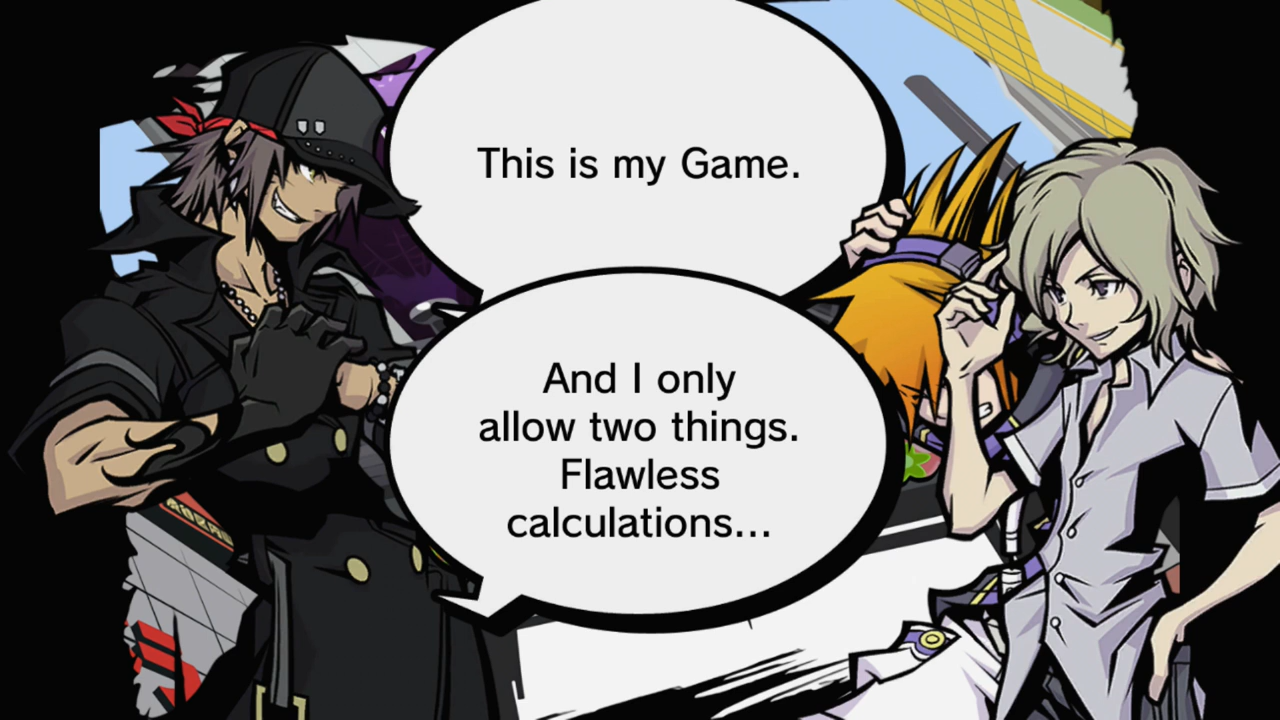 This is my Game.
And I only
allow two things.
Flawless
calculations...